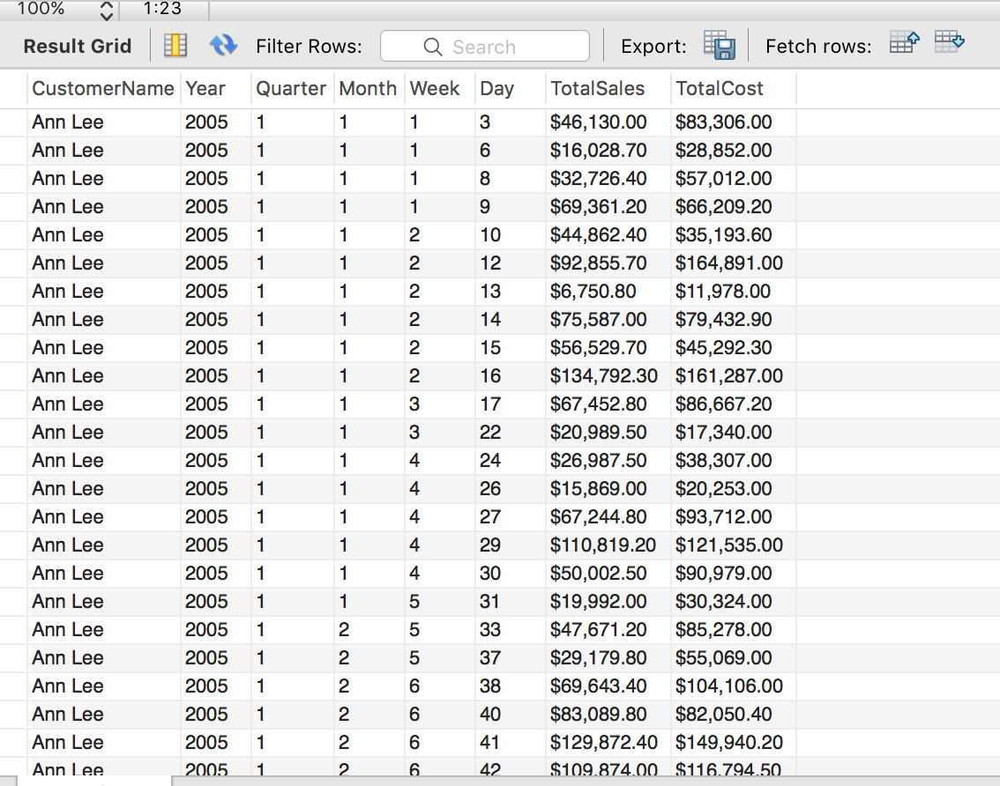 100% 1:23
Result Grid Filter Rows: Search Export: Fetch rows:
CustomerName Year Quarter Month Week Day TotalSales TotalCost
Ann Lee 2005 1 1 1 3 $46,130.00 $83,306.00
Ann Lee 2005 1 1 1 6 $16,028.70 $28,852.00
Ann Lee 2005 1 1 1 8 $32,726.40 $57,012.00
Ann Lee 2005 1 1 1 9 $69,361.20 $66,209.20
Ann Lee 2005 1 1 2 10 $44,862.40 $35,193.60
Ann Lee 2005 1 1 2 12 $92,855.70 $164,891.00
Ann Lee 2005 1 1 2 13 $6,750.80 $11,978.00
Ann Lee 2005 1 1 2 14 $75,587.00 $79,432.90
Ann Lee 2005 1 1 2 15 $56,529.70 $45,292.30
Ann Lee 2005 1 1 2 16 $134,792.30 $161,287.00
Ann Lee 2005 1 1 3 17 $67,452.80 $86,667.20
Ann Lee 2005 1 1 3 22 $20,989.50 $17,340.00
Ann Lee 2005 1 1 4 24 $26,987.50 $38,307.00
Ann Lee 2005 1 1 4 26 $15,869.00 $20,253.00
Ann Lee 2005 1 1 4 27 $67,244.80 $93,712.00
Ann Lee 2005 1 1 4 29 $110,819.20 $121,535.00
Ann Lee 2005 1 1 4 30 $50,002.50 $90,979.00
Ann Lee 2005 1 1 5 31 $19,992.00 $30,324.00
Ann Lee 2005 1 2 5 33 $47,671.20 $85,278.00
Ann Lee 2005 1 2 5 37 $29,179.80 $55,069.00
Ann Lee 2005 1 2 6 38 $69,643.40 $104,106.00
Ann Lee 2005 1 2 6 40 $83,089.80 $82,050.40
Ann Lee 2005 1 2 6 41 $129,872.40 $149,940.20
Ann Lee 2005 1 2 6 42 $109,874.00 $116,794.50